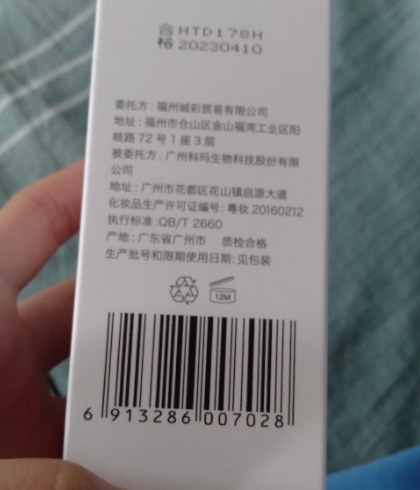 合格 HTD178H
20230410
委托方:福州城彩贸易有限公司
地址:福州市仓山区金山福湾工业区阳
岐路72号1座3层
被委托方:广州科玛生物科技股份有限
公司
地址:广州市花都区花山镇启源大道
化妆品生产许可证编号:粤妆20160212
执行标准:QB/T 2660
产地:广东省广州市 质检合格
生产批号和限期使用日期:见包装
12M
6 913286 007028